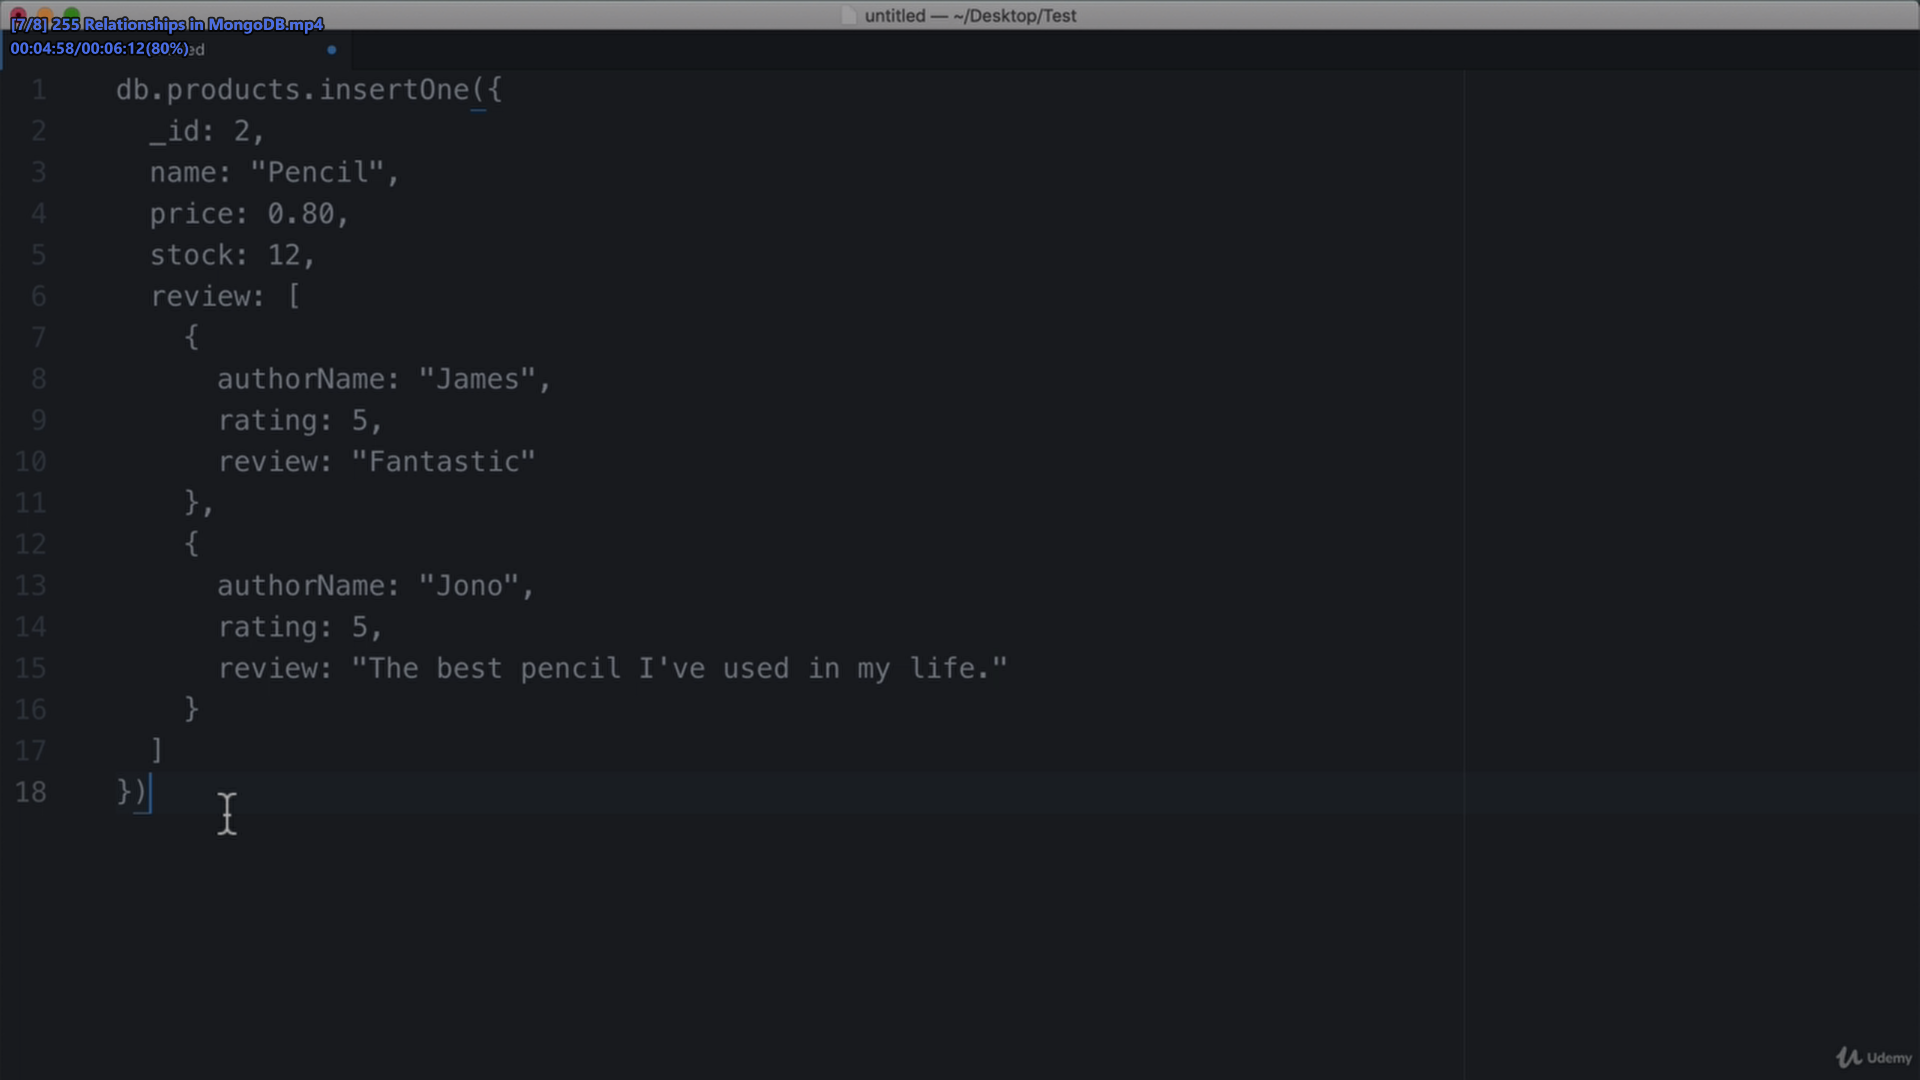 untitled — ~/Desktop/Test
[7/8] 255 Relationships in MongoDB.mp4
00:04:58/00:06:12(80%)
1 db.products.insertOne({
2   _id: 2,
3   name: "Pencil",
4   price: 0.80,
5   stock: 12,
6   review: [
7     {
8       authorName: "James",
9       rating: 5,
10       review: "Fantastic"
11     },
12     {
13       authorName: "Jono",
14       rating: 5,
15       review: "The best pencil I've used in my life."
16     }
17   ]
18 })
Udemy